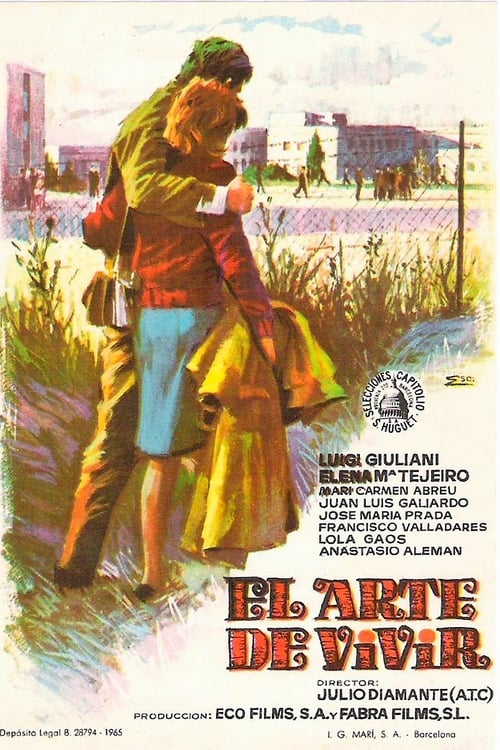 Esc.
SELECCIONES CAPITOLIO
S. HUGUET
LUIGI GIULIANI
ELENA Mª TEJEIRO
MARI CARMEN ABREU
JUAN LUIS GALIARDO
JOSE MARIA PRADA
FRANCISCO VALLADARES
LOLA GAOS
ANASTASIO ALEMAN
EL ARTE
DE ViViR
DIRECTOR:
JULIO DIAMANTE (A.T.C)
PRODUCCION: ECO FILMS, S.A. Y FABRA FILMS, S.L.
Depósito Legal B. 28794 - 1965
I. G. MARÍ, S. A. - Barcelona